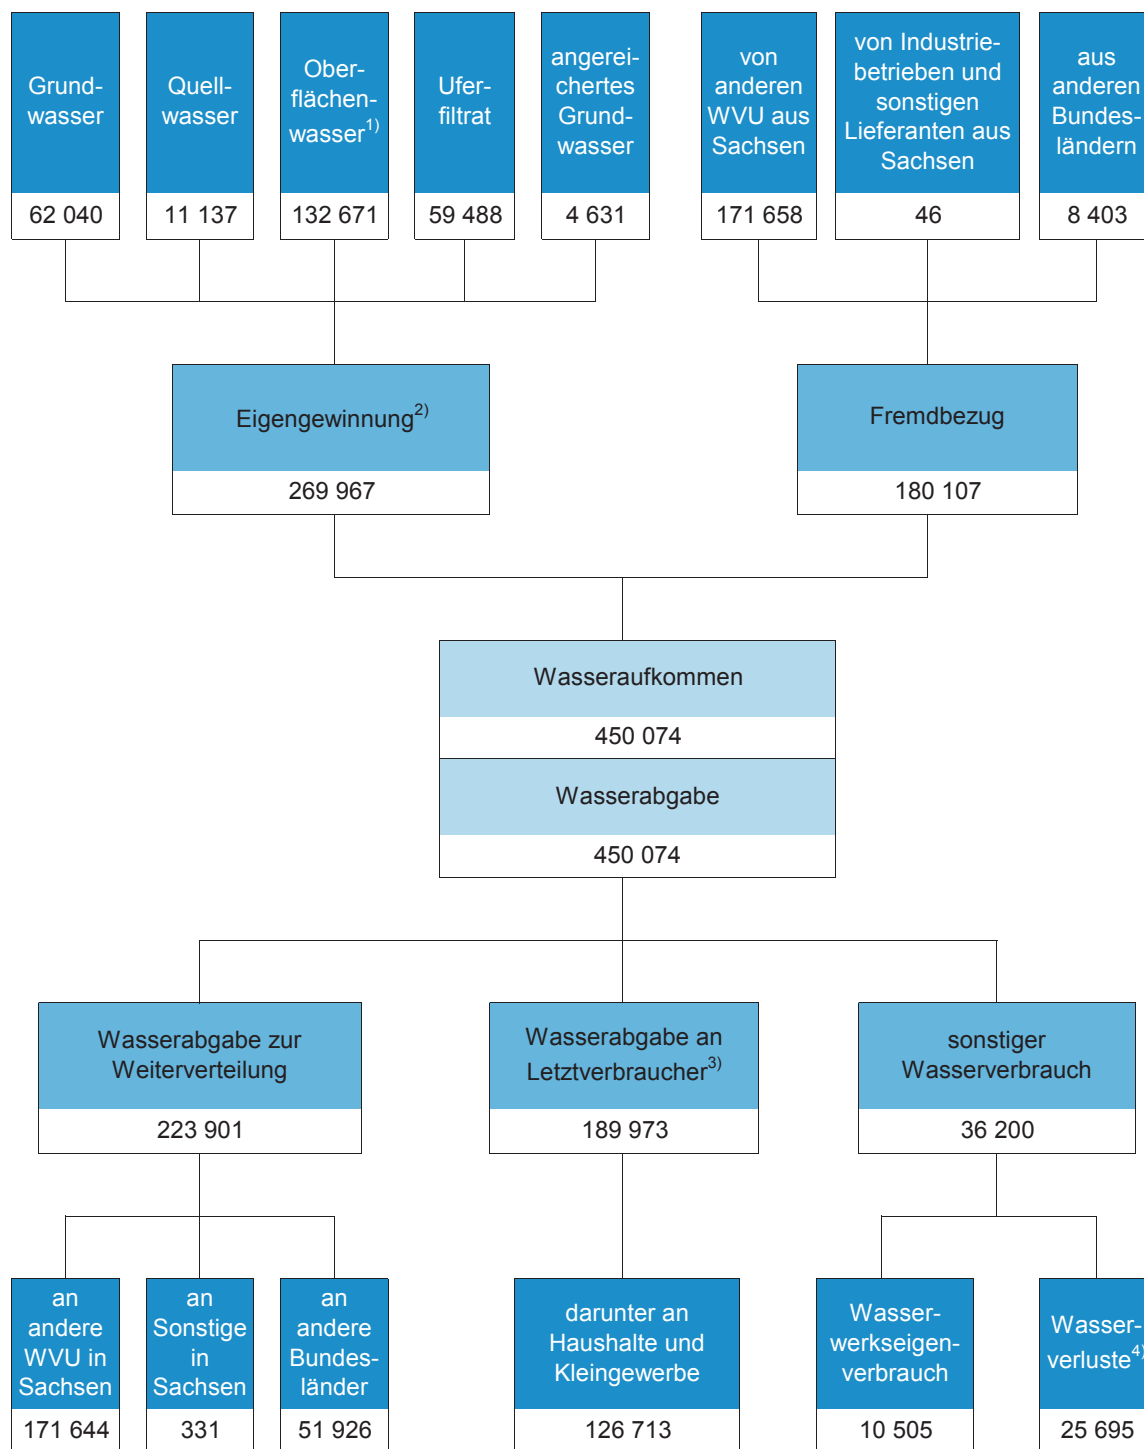 Grund-
wasser
62 040
Quell-
wasser
11 137
Ober-
flächen-
wasser1)
132 671
Ufer-
filtrat
59 488
angerei-
chertes
Grund-
wasser
4 631
von
anderen
WVU aus
Sachsen
171 658
von Industrie-
betrieben und
sonstigen
Lieferanten aus
Sachsen
46
aus
anderen
Bundes-
ländern
8 403
Eigengewinnung2)
269 967
Fremdbezug
180 107
Wasseraufkommen
450 074
Wasserabgabe
450 074
Wasserabgabe zur
Weiterverteilung
223 901
Wasserabgabe an
Letztverbraucher3)
189 973
sonstiger
Wasserverbrauch
36 200
an
andere
WVU in
Sachsen
171 644
an
Sonstige
in
Sachsen
331
an
andere
Bundes-
länder
51 926
darunter an
Haushalte und
Kleingewerbe
126 713
Wasser-
werkseigen-
verbrauch
10 505
Wasser-
verluste4)
25 695